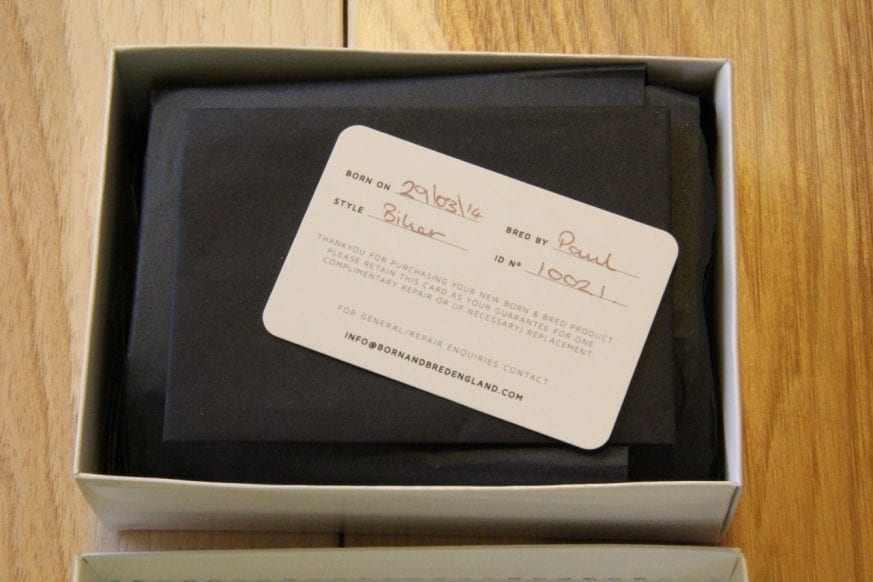 BORN ON 29/03/14 BRED BY Paul
STYLE Biker ID Nº 10021.
THANKYOU FOR PURCHASING YOUR NEW BORN & BRED PRODUCT
PLEASE RETAIN THIS CARD AS YOUR GUARANTEE FOR ONE
COMPLIMENTARY REPAIR OR (IF NECESSARY) REPLACEMENT
FOR GENERAL/REPAIR ENQUIRIES CONTACT
INFO@BORNANDBREDENGLAND.COM